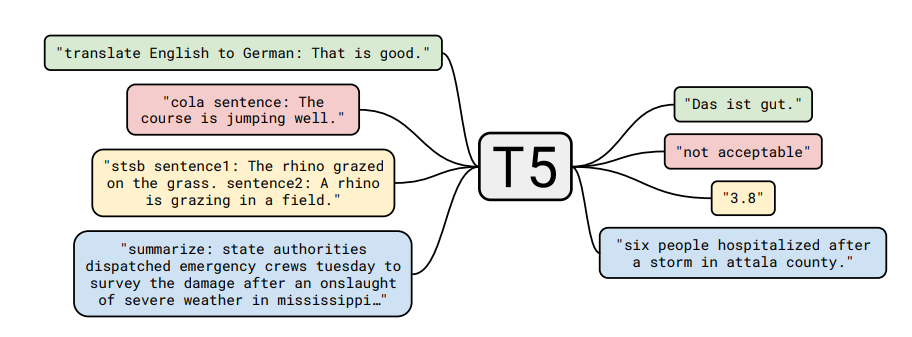 "translate English to German: That is good."
"cola sentence: The
course is jumping well."
"stsb sentence1: The rhino grazed
on the grass. sentence2: A rhino
is grazing in a field."
"summarize: state authorities
dispatched emergency crews tuesday to
survey the damage after an onslaught
of severe weather in mississippi…"
T5
"Das ist gut."
"not acceptable"
"3.8"
"six people hospitalized after
a storm in attala county."